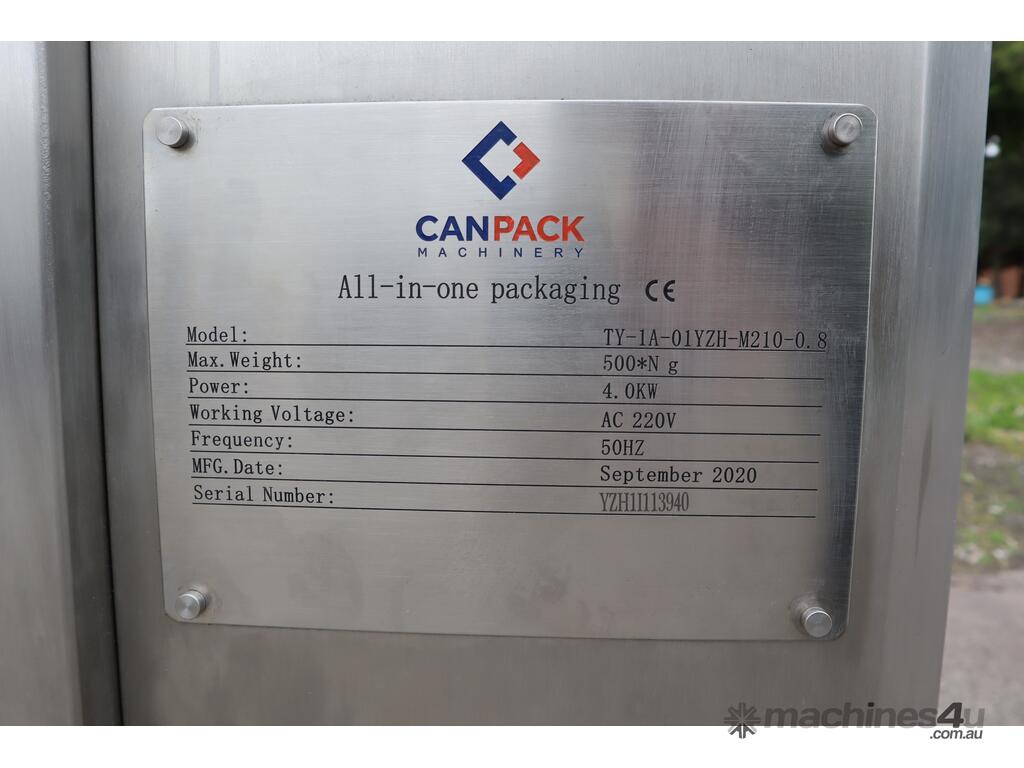 CANPACK
MACHINERY
All-in-one packaging CE
Model: TY-1A-01YZH-M210-0.8
Max.Weight: 500*N g
Power: 4.0KW
Working Voltage: AC 220V
Frequency: 50HZ
MFG.Date: September 2020
Serial Number: YZH1I113940
machines4u
.com.au